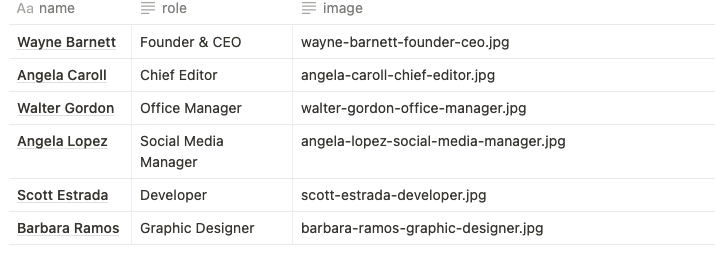 Aa name role image
Wayne Barnett Founder & CEO wayne-barnett-founder-ceo.jpg
Angela Caroll Chief Editor angela-caroll-chief-editor.jpg
Walter Gordon Office Manager walter-gordon-office-manager.jpg
Angela Lopez Social Media angela-lopez-social-media-manager.jpg
Manager
Scott Estrada Developer scott-estrada-developer.jpg
Barbara Ramos Graphic Designer barbara-ramos-graphic-designer.jpg